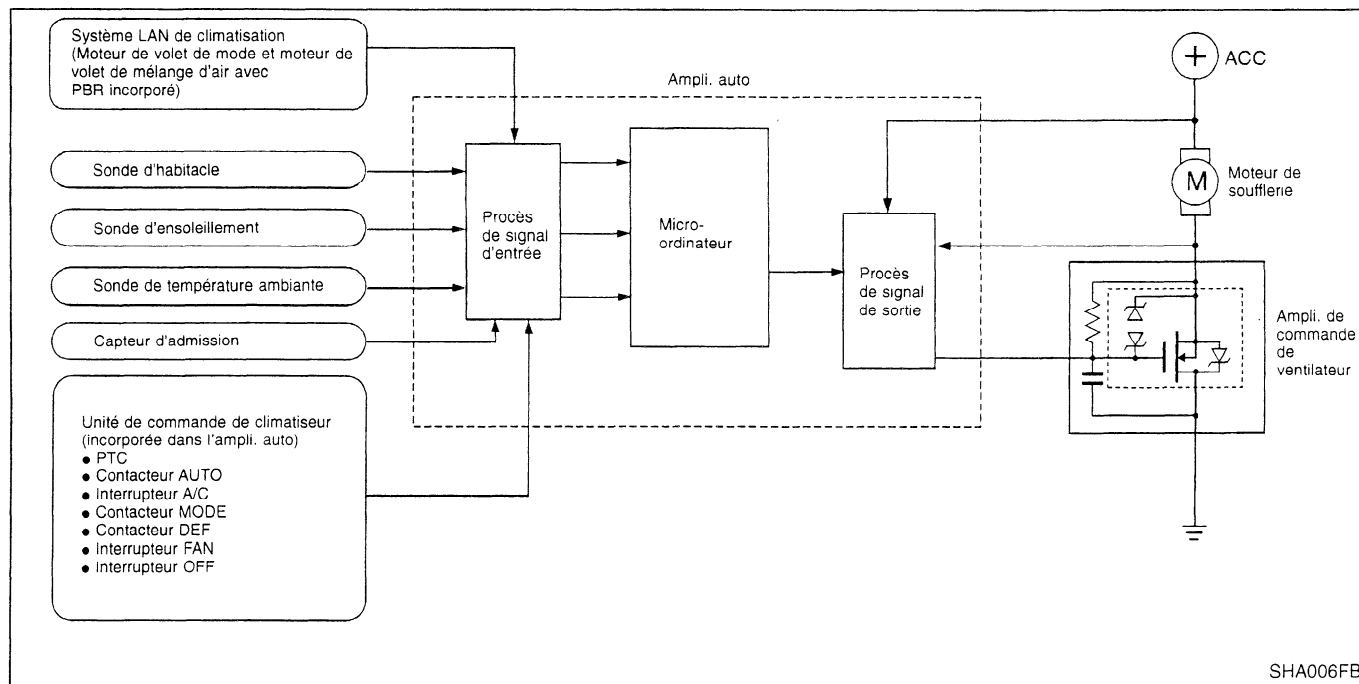 Système LAN de climatisation
(Moteur de volet de mode et moteur de
volet de mélange d'air avec
PBR incorporé)
Sonde d'habitacle
Sonde d'ensoleillement
Sonde de température ambiante
Capteur d'admission
Unité de commande de climatiseur
(incorporée dans l'ampli. auto)
● PTC
● Contacteur AUTO
● Interrupteur A/C
● Contacteur MODE
● Contacteur DEF
● Interrupteur FAN
● Interrupteur OFF
Ampli. auto
Procès
de signal
d'entrée
Micro-
ordinateur
Procès
de signal
de sortie
+
ACC
M
Moteur de
soufflerie
Ampli. de
commande
de
ventilateur
SHA006FB